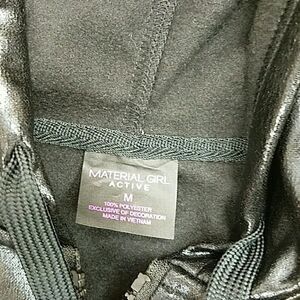 MATERIAL GIRL
ACTIVE
M
100% POLYESTER
EXCLUSIVE OF DECORATION
MADE IN VIETNAM